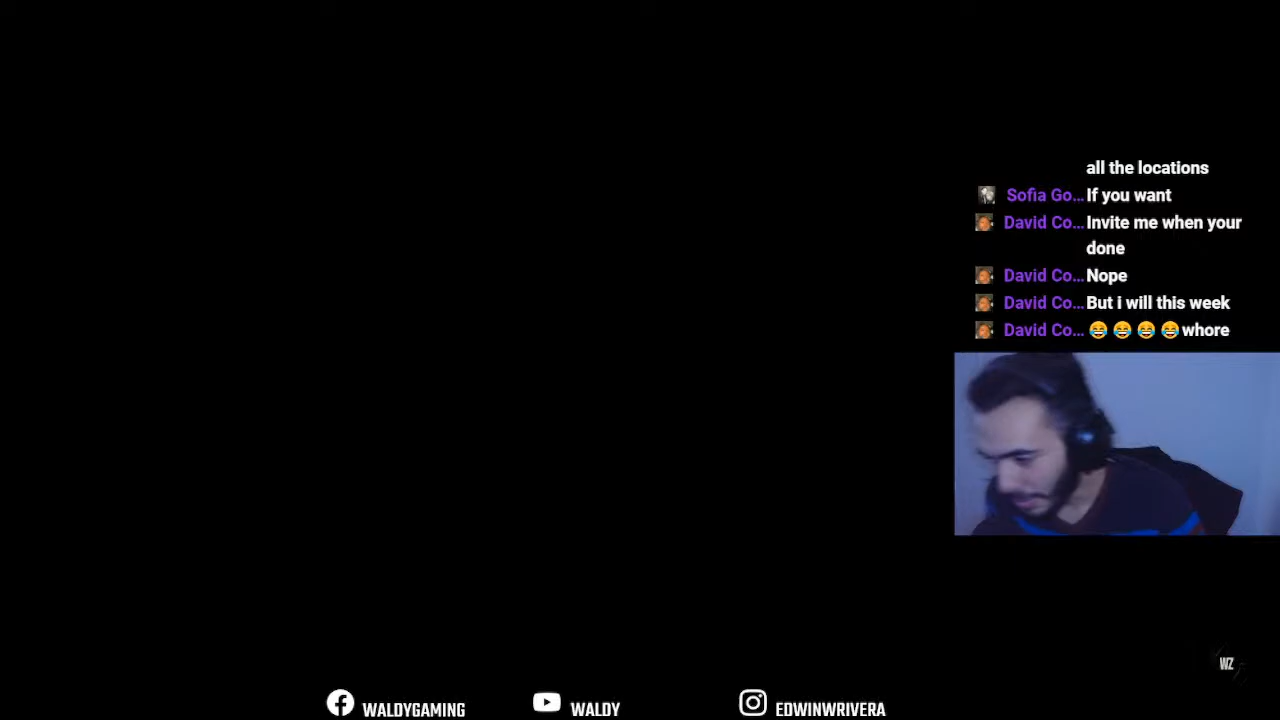 all the locations
Sofia Go... If you want
David Co... Invite me when your
done
David Co... Nope
David Co... But i will this week
David Co... 😂 😂 😂 😂 whore
WZ
WALDYGAMING
WALDY
EDWINWRIVERA